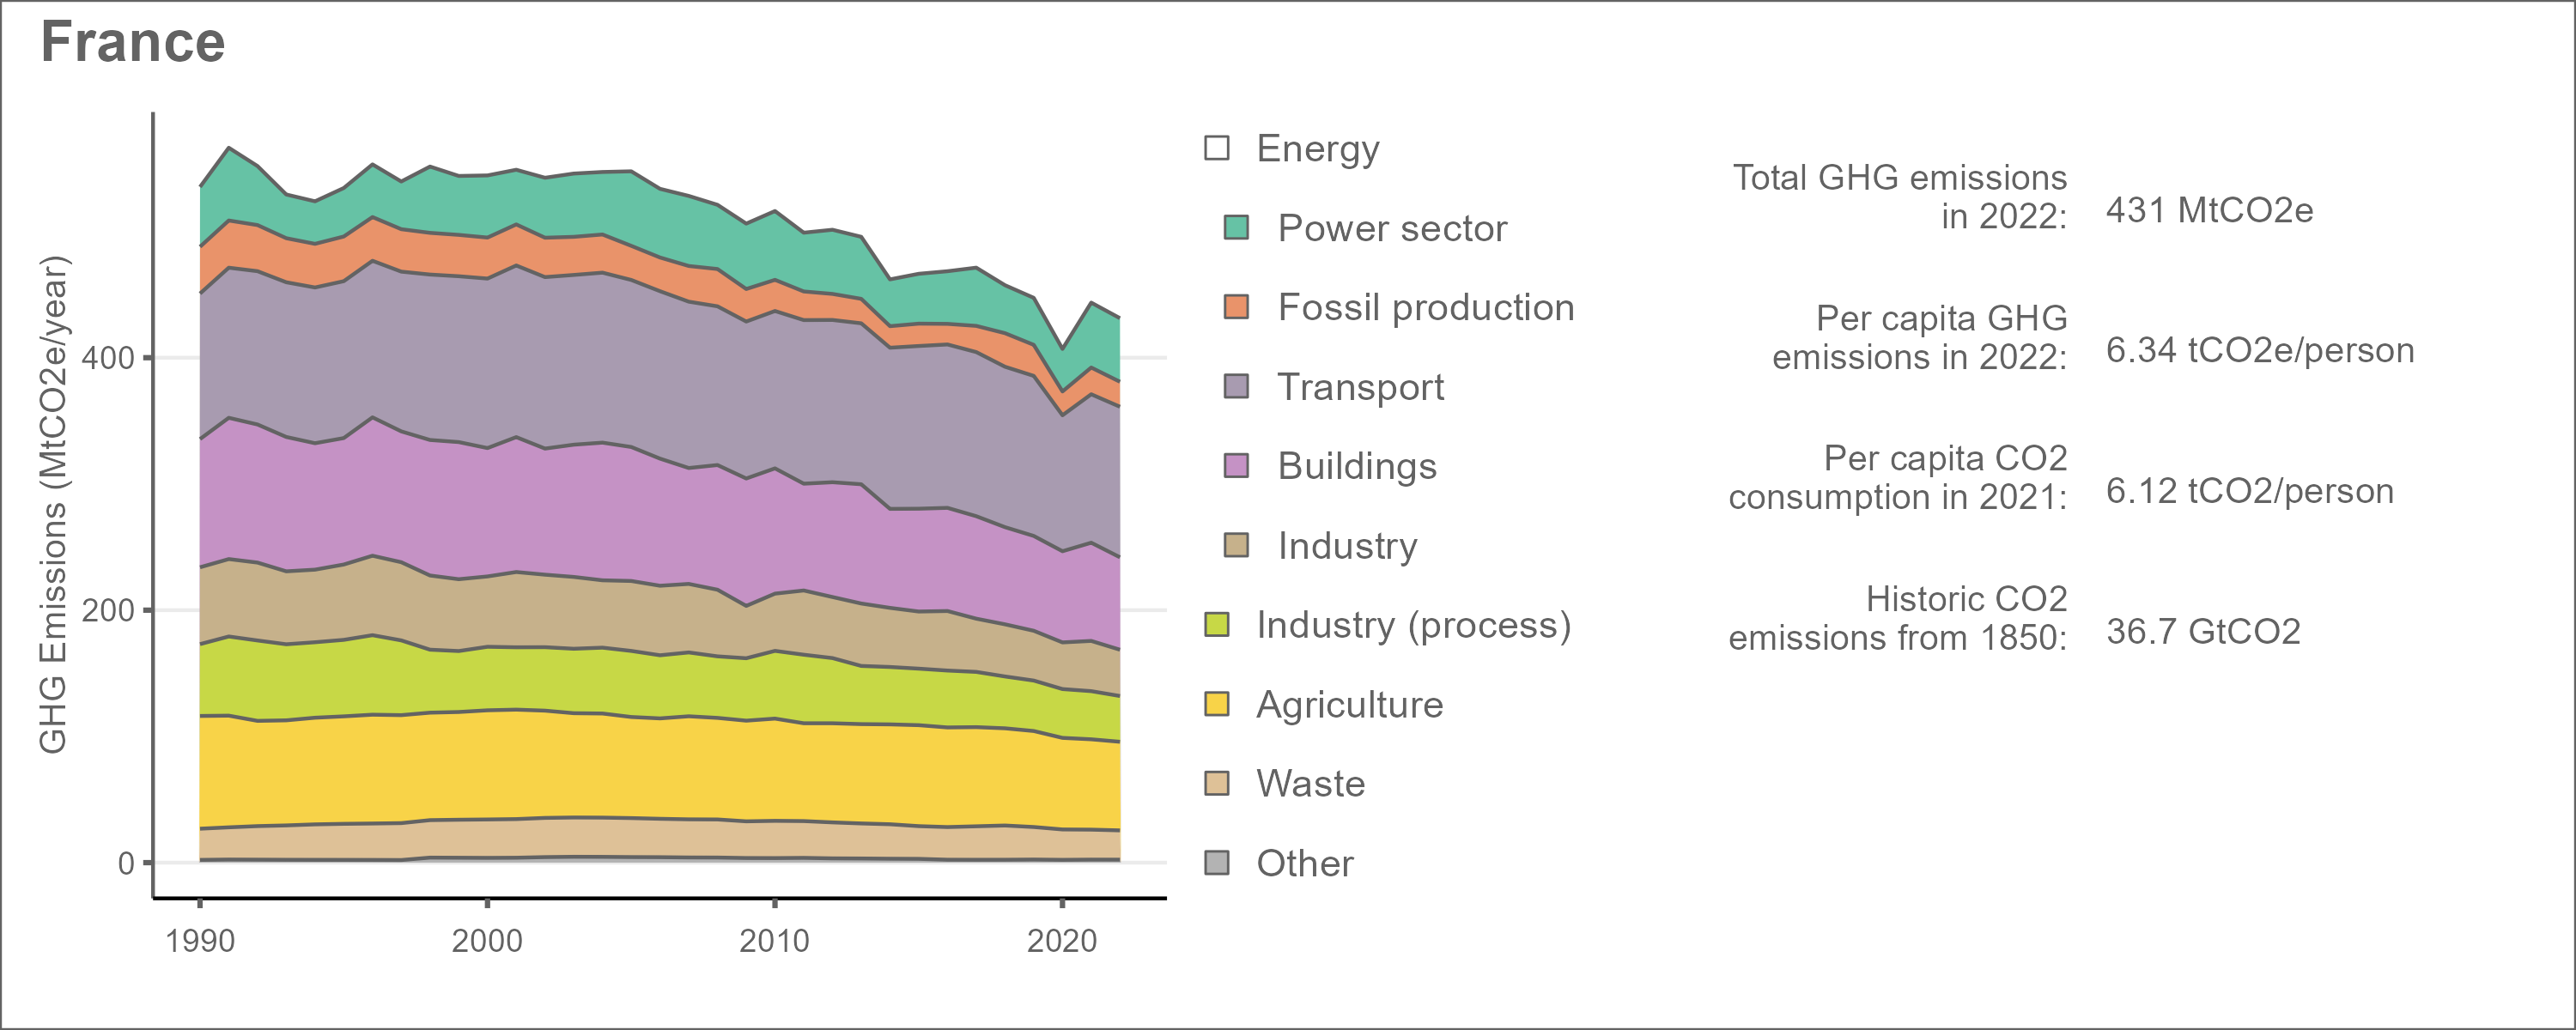 France
GHG Emissions (MtCO2e/year)
400
200
0
1990
2000
2010
2020
Energy
Power sector
Fossil production
Transport
Buildings
Industry
Industry (process)
Agriculture
Waste
Other
Total GHG emissions
in 2022:
431 MtCO2e
Per capita GHG
emissions in 2022:
6.34 tCO2e/person
Per capita CO2
consumption in 2021:
6.12 tCO2/person
Historic CO2
emissions from 1850:
36.7 GtCO2